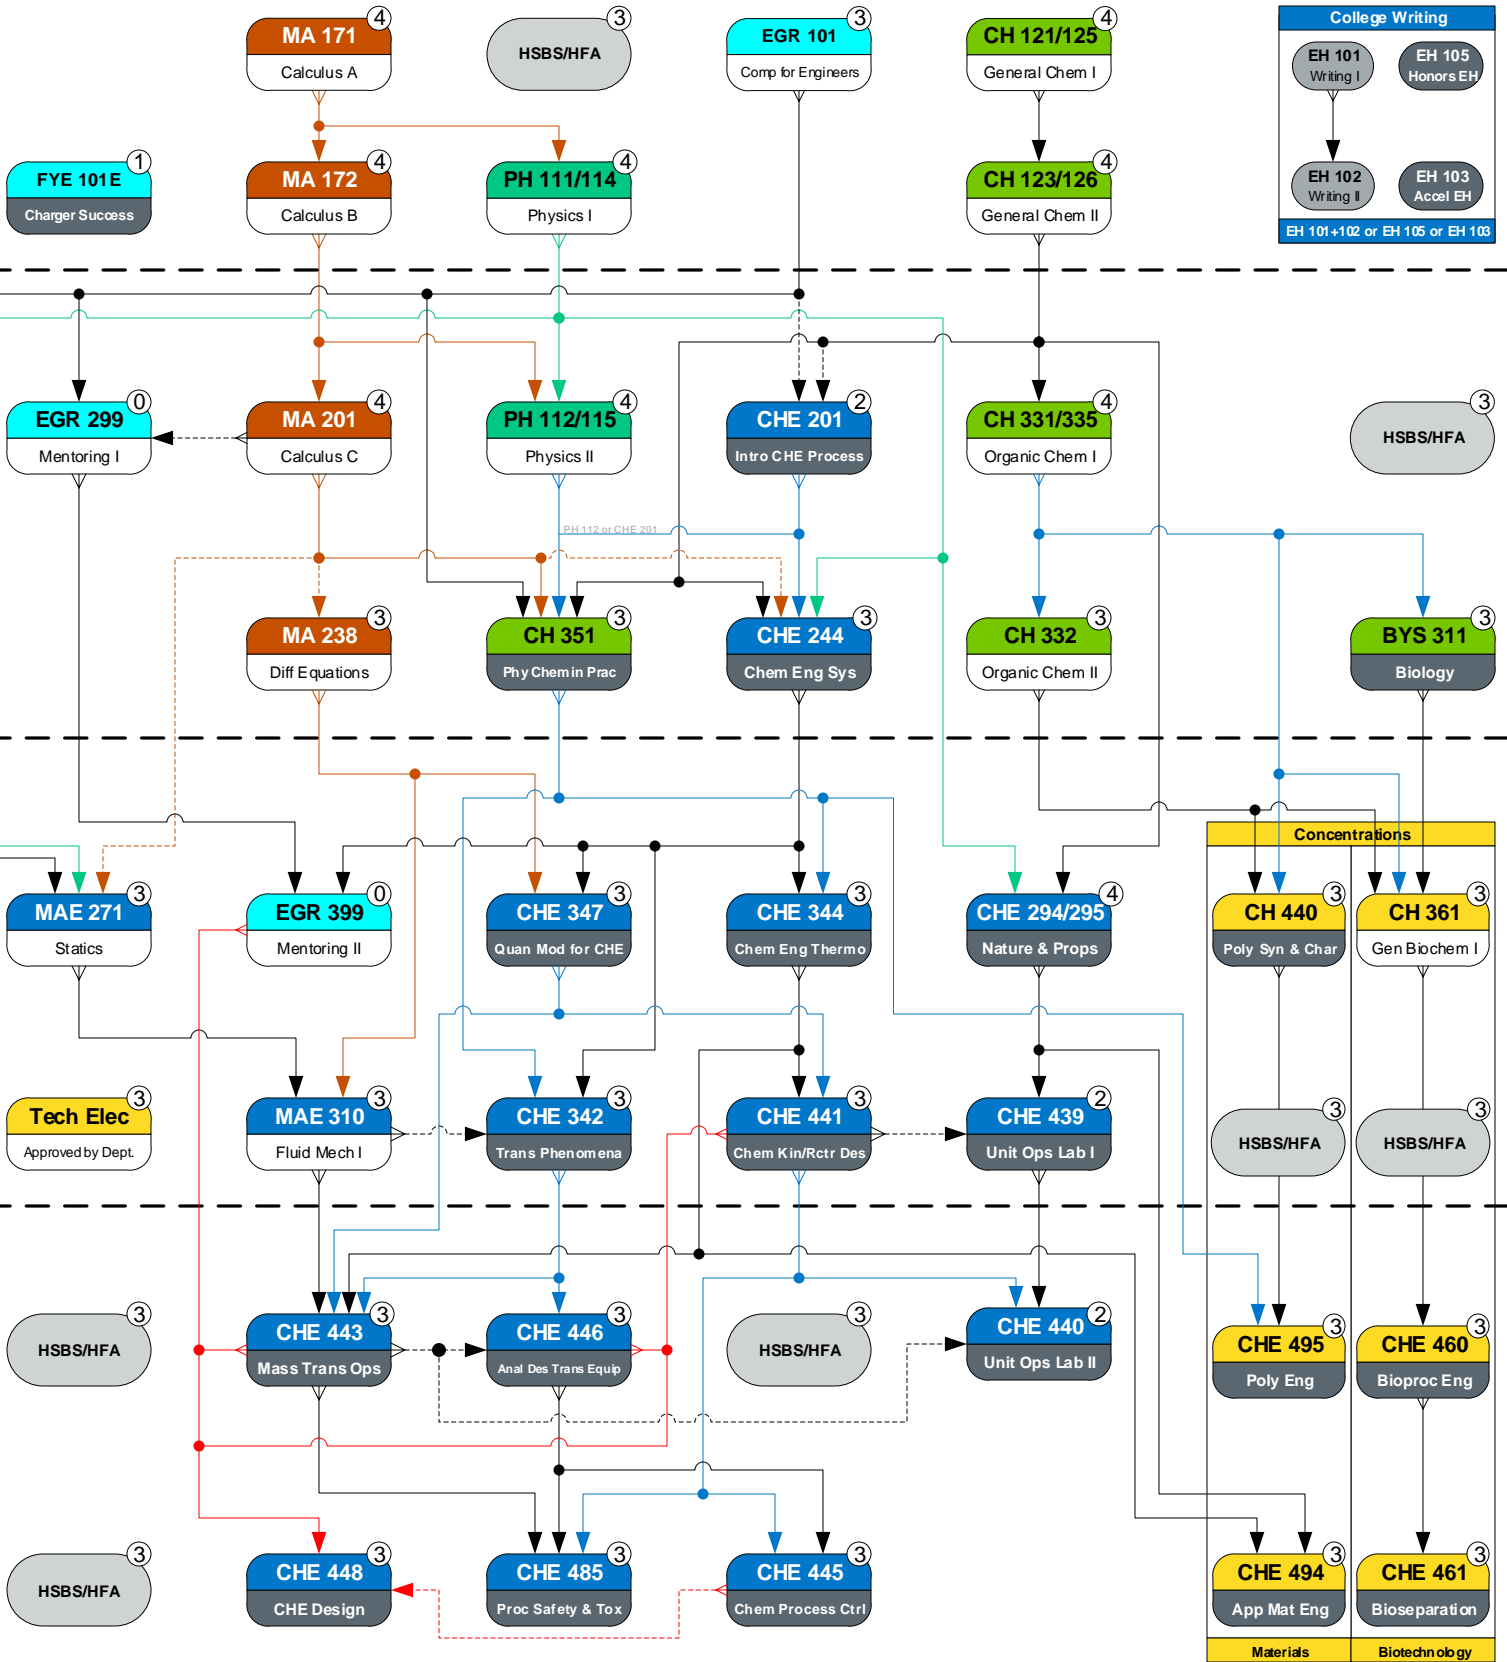 4
MA 171
Calculus A
3
HSBS/HFA
3
EGR 101
Comp for Engineers
4
CH 121/125
General Chem I
College Writing
EH 101
Writing I
EH 105
Honors EH
EH 102
Writing II
EH 103
Accel EH
EH 101+102 or EH 105 or EH 103
1
FYE 101E
Charger Success
4
MA 172
Calculus B
4
PH 111/114
Physics I
4
CH 123/126
General Chem II
0
EGR 299
Mentoring I
4
MA 201
Calculus C
4
PH 112/115
Physics II
2
CHE 201
Intro CHE Process
4
CH 331/335
Organic Chem I
3
HSBS/HFA
PH 112 or CHE 201
3
MA 238
Diff Equations
3
CH 351
Phy Chem in Prac
3
CHE 244
Chem Eng Sys
3
CH 332
Organic Chem II
3
BYS 311
Biology
Concentrations
3
MAE 271
Statics
0
EGR 399
Mentoring II
3
CHE 347
Quan Mod for CHE
3
CHE 344
Chem Eng Thermo
4
CHE 294/295
Nature & Props
3
CH 440
Poly Syn & Char
3
CH 361
Gen Biochem I
3
Tech Elec
Approved by Dept.
3
MAE 310
Fluid Mech I
3
CHE 342
Trans Phenomena
3
CHE 441
Chem Kin/Rctr Des
2
CHE 439
Unit Ops Lab I
3
HSBS/HFA
3
HSBS/HFA
3
HSBS/HFA
3
CHE 443
Mass Trans Ops
3
CHE 446
Anal Des Trans Equip
3
HSBS/HFA
2
CHE 440
Unit Ops Lab II
3
CHE 495
Poly Eng
3
CHE 460
Bioproc Eng
3
HSBS/HFA
3
CHE 448
CHE Design
3
CHE 485
Proc Safety & Tox
3
CHE 445
Chem Process Ctrl
3
CHE 494
App Mat Eng
3
CHE 461
Bioseparation
Materials
Biotechnology